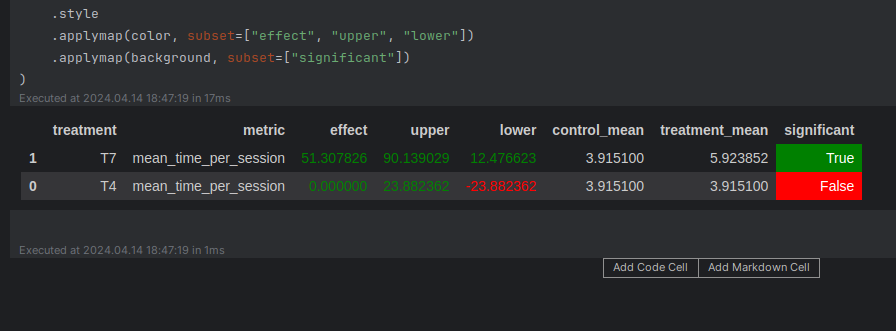 .style
.applymap(color, subset=["effect", "upper", "lower"])
.applymap(background, subset=["significant"])
)
Executed at 2024.04.14 18:47:19 in 17ms
treatment metric effect upper lower control_mean treatment_mean significant
1 T7 mean_time_per_session 51.307826 90.139029 12.476623 3.915100 5.923852 True
0 T4 mean_time_per_session 0.000000 23.882362 -23.882362 3.915100 3.915100 False
Executed at 2024.04.14 18:47:19 in 1ms
Add Code Cell Add Markdown Cell